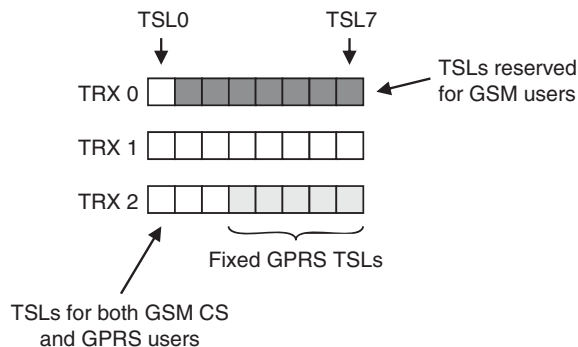 TSL0
TSL7
TRX 0
TSLs reserved
for GSM users
TRX 1
TRX 2
Fixed GPRS TSLs
TSLs for both GSM CS
and GPRS users